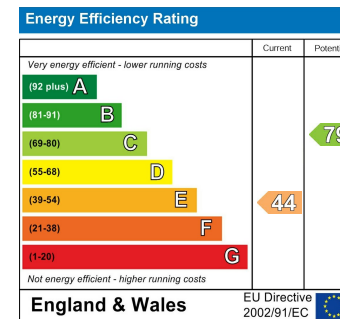 Energy Efficiency Rating
Current
Very energy efficient - lower running costs
(92 plus) A
(81-91) B
(69-80) C
79
(55-68) D
(39-54) E
44
(21-38) F
(1-20) G
Not energy efficient - higher running costs
England & Wales
EU Directive
2002/91/EC